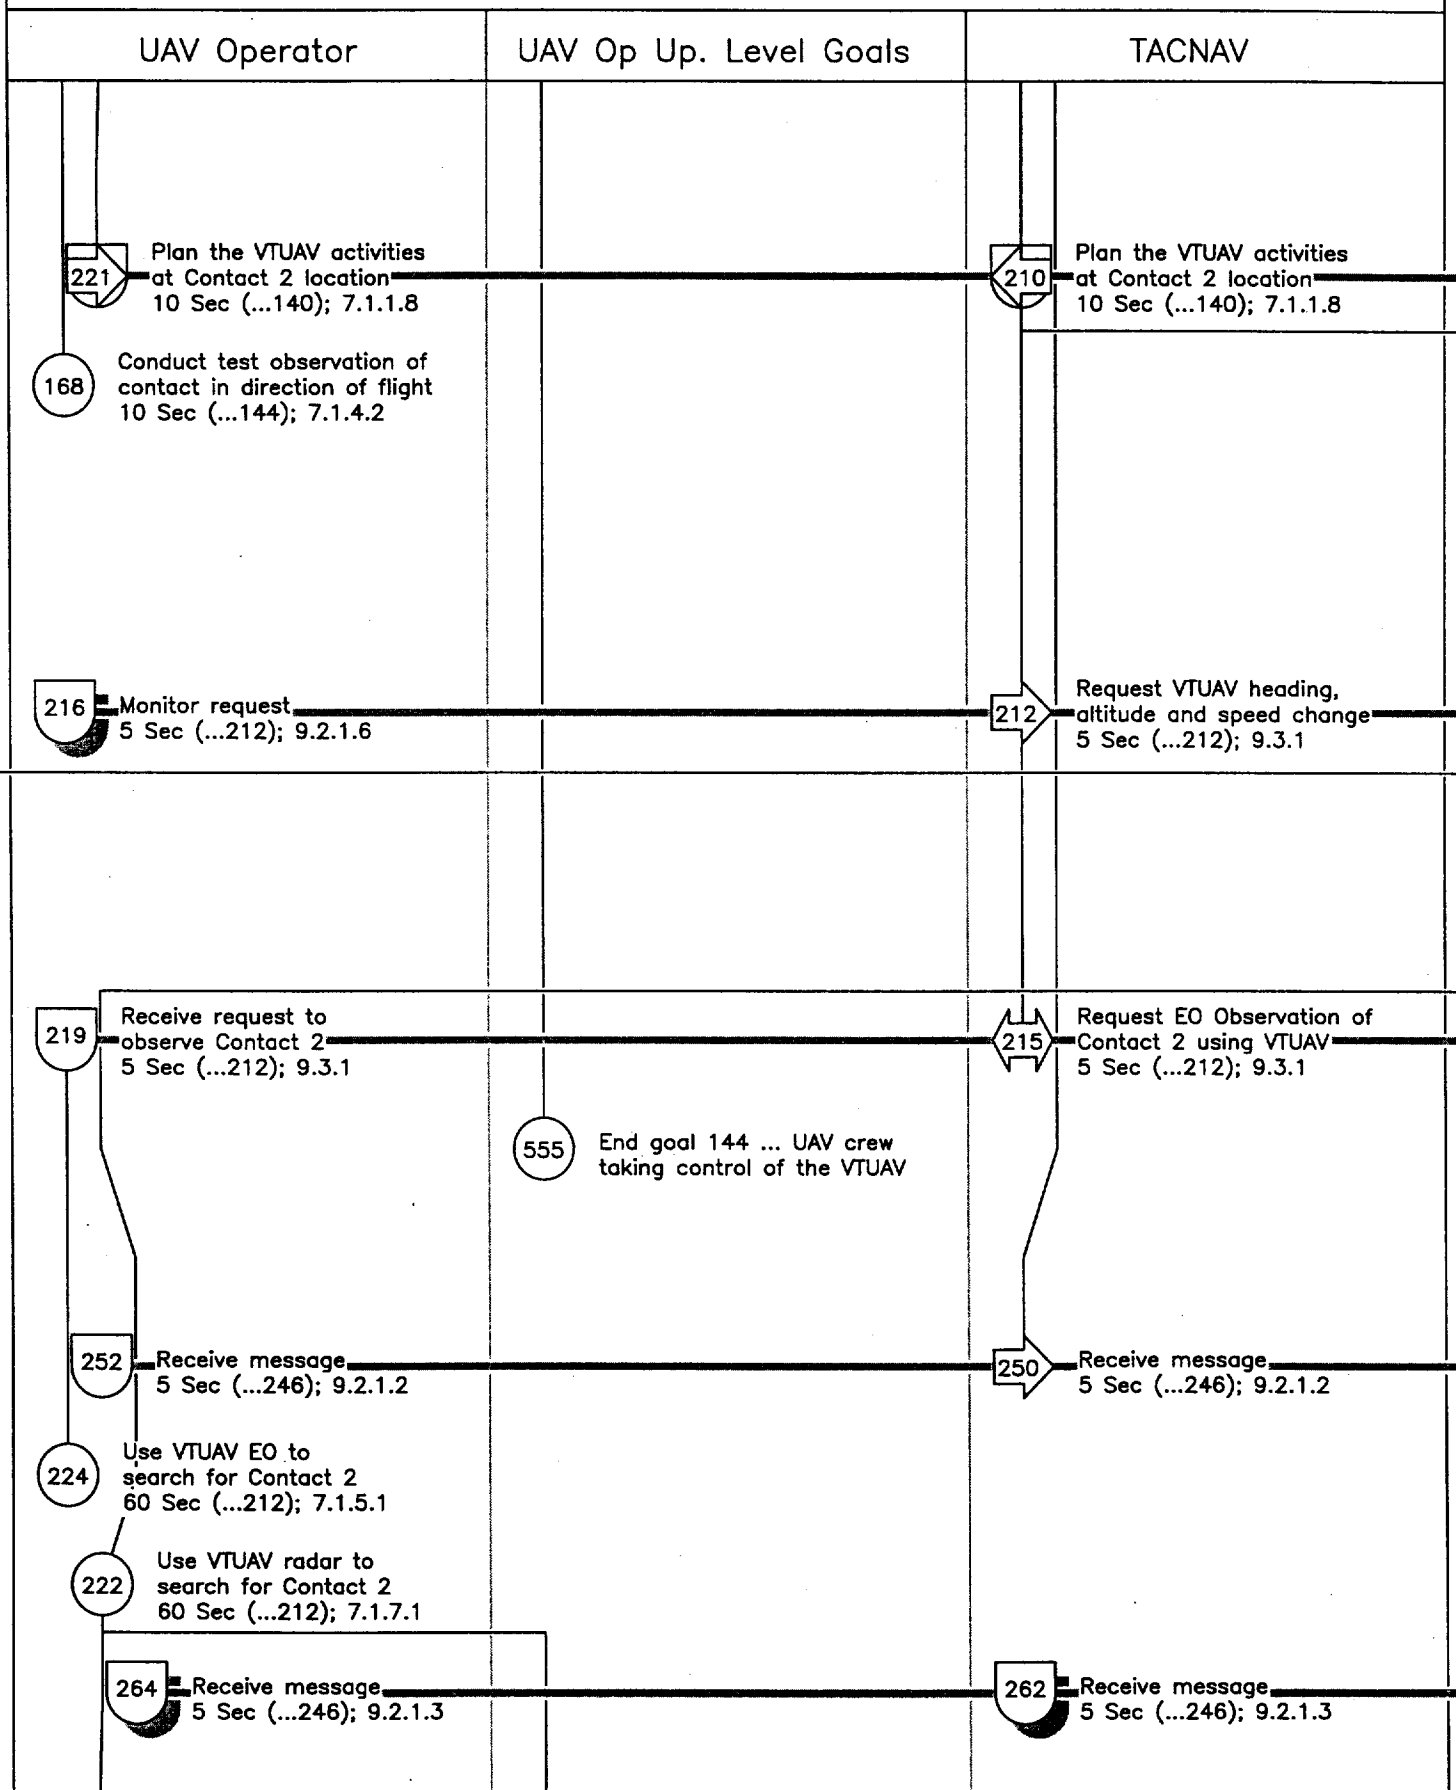 UAV Operator
UAV Op Up. Level Goals
TACNAV
221
Plan the VTUAV activities
at Contact 2 location
10 Sec (...140); 7.1.1.8
210
Plan the VTUAV activities
at Contact 2 location
10 Sec (...140); 7.1.1.8
168
Conduct test observation of
contact in direction of flight
10 Sec (...144); 7.1.4.2
216
Monitor request
5 Sec (...212); 9.2.1.6
212
Request VTUAV heading,
altitude and speed change
5 Sec (...212); 9.3.1
219
Receive request to
observe Contact 2
5 Sec (...212); 9.3.1
215
Request EO Observation of
Contact 2 using VTUAV
5 Sec (...212); 9.3.1
555
End goal 144 ... UAV crew
taking control of the VTUAV
252
Receive message
5 Sec (...246); 9.2.1.2
250
Receive message
5 Sec (...246); 9.2.1.2
224
Use VTUAV EO to
search for Contact 2
60 Sec (...212); 7.1.5.1
222
Use VTUAV radar to
search for Contact 2
60 Sec (...212); 7.1.7.1
264
Receive message
5 Sec (...246); 9.2.1.3
262
Receive message
5 Sec (...246); 9.2.1.3